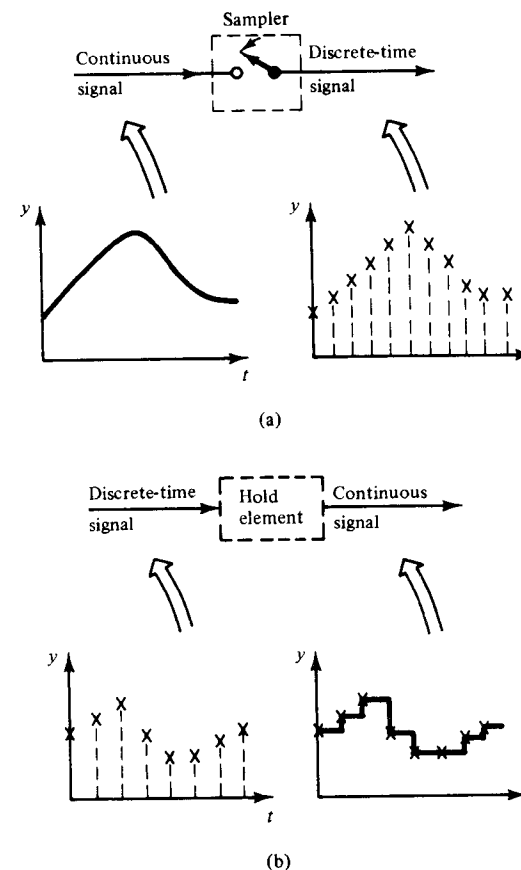 Sampler
Continuous
signal
Discrete-time
signal
y
t
y
(a)
Discrete-time
signal
Hold
element
Continuous
signal
y
t
y
(b)